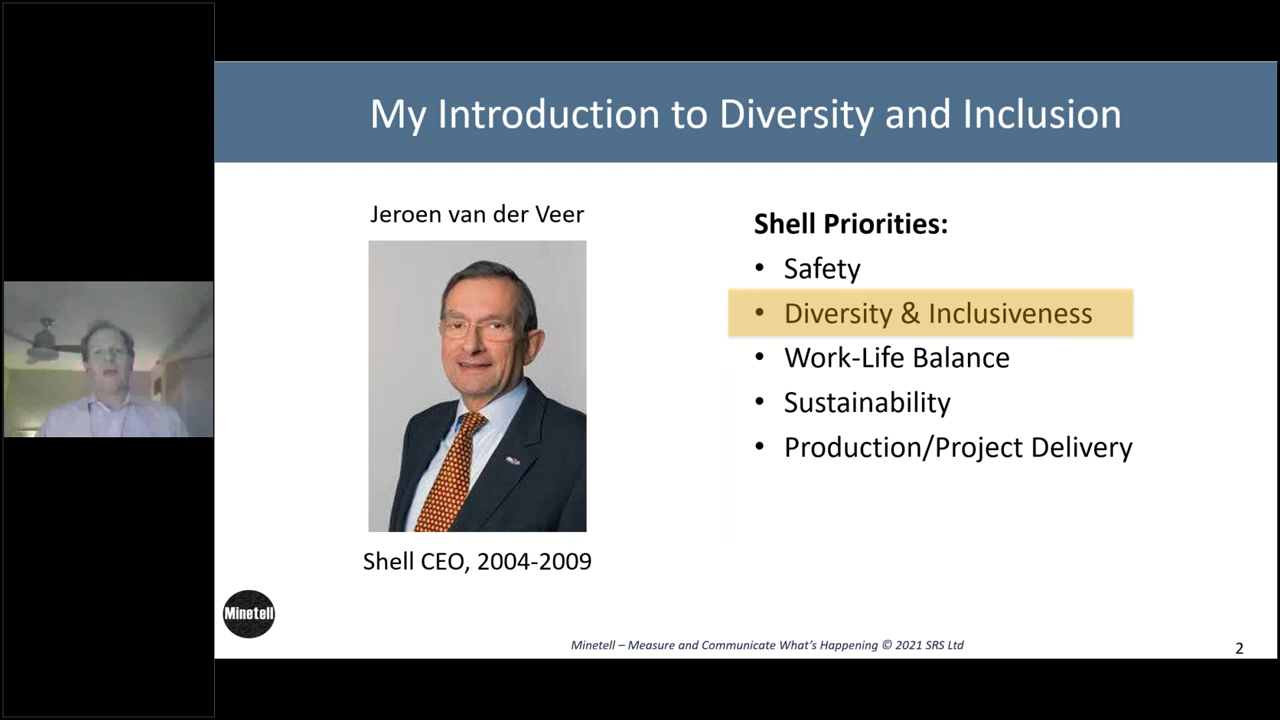 My Introduction to Diversity and Inclusion
Jeroen van der Veer
Shell CEO, 2004-2009
Shell Priorities:
• Safety
• Diversity & Inclusiveness
• Work-Life Balance
• Sustainability
• Production/Project Delivery
Minetell
Minetell – Measure and Communicate What's Happening © 2021 SRS Ltd
2